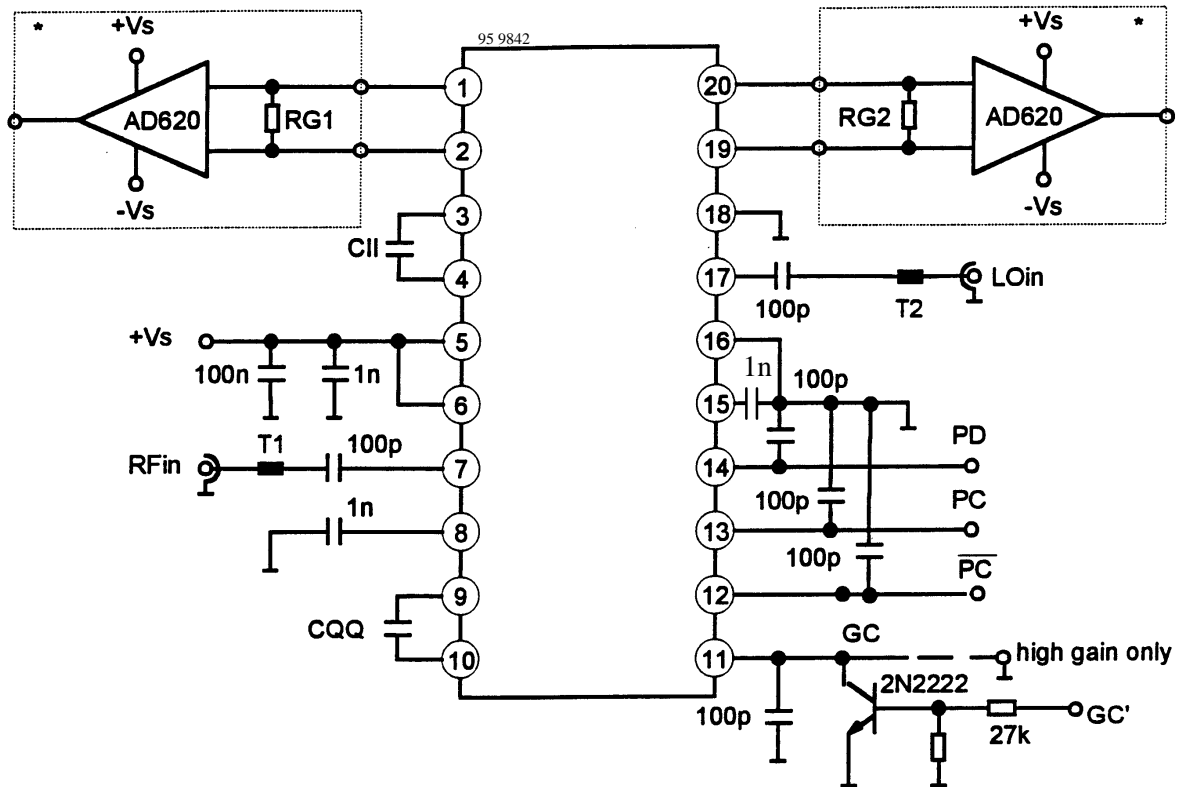 * +Vs 95 9842 +Vs *
AD620 RG1 1 20 RG2 AD620
2 19
-Vs -Vs
3 18
CII
4 17 LOin
100p T2
+Vs 5 16
100n 1n 1n 100p
6 15
T1 100p PD
RFin 7 14
100p PC
1n
8 13
100p PC
9 12
CQQ
GC
10 11 high gain only
2N2222
100p
27k GC'